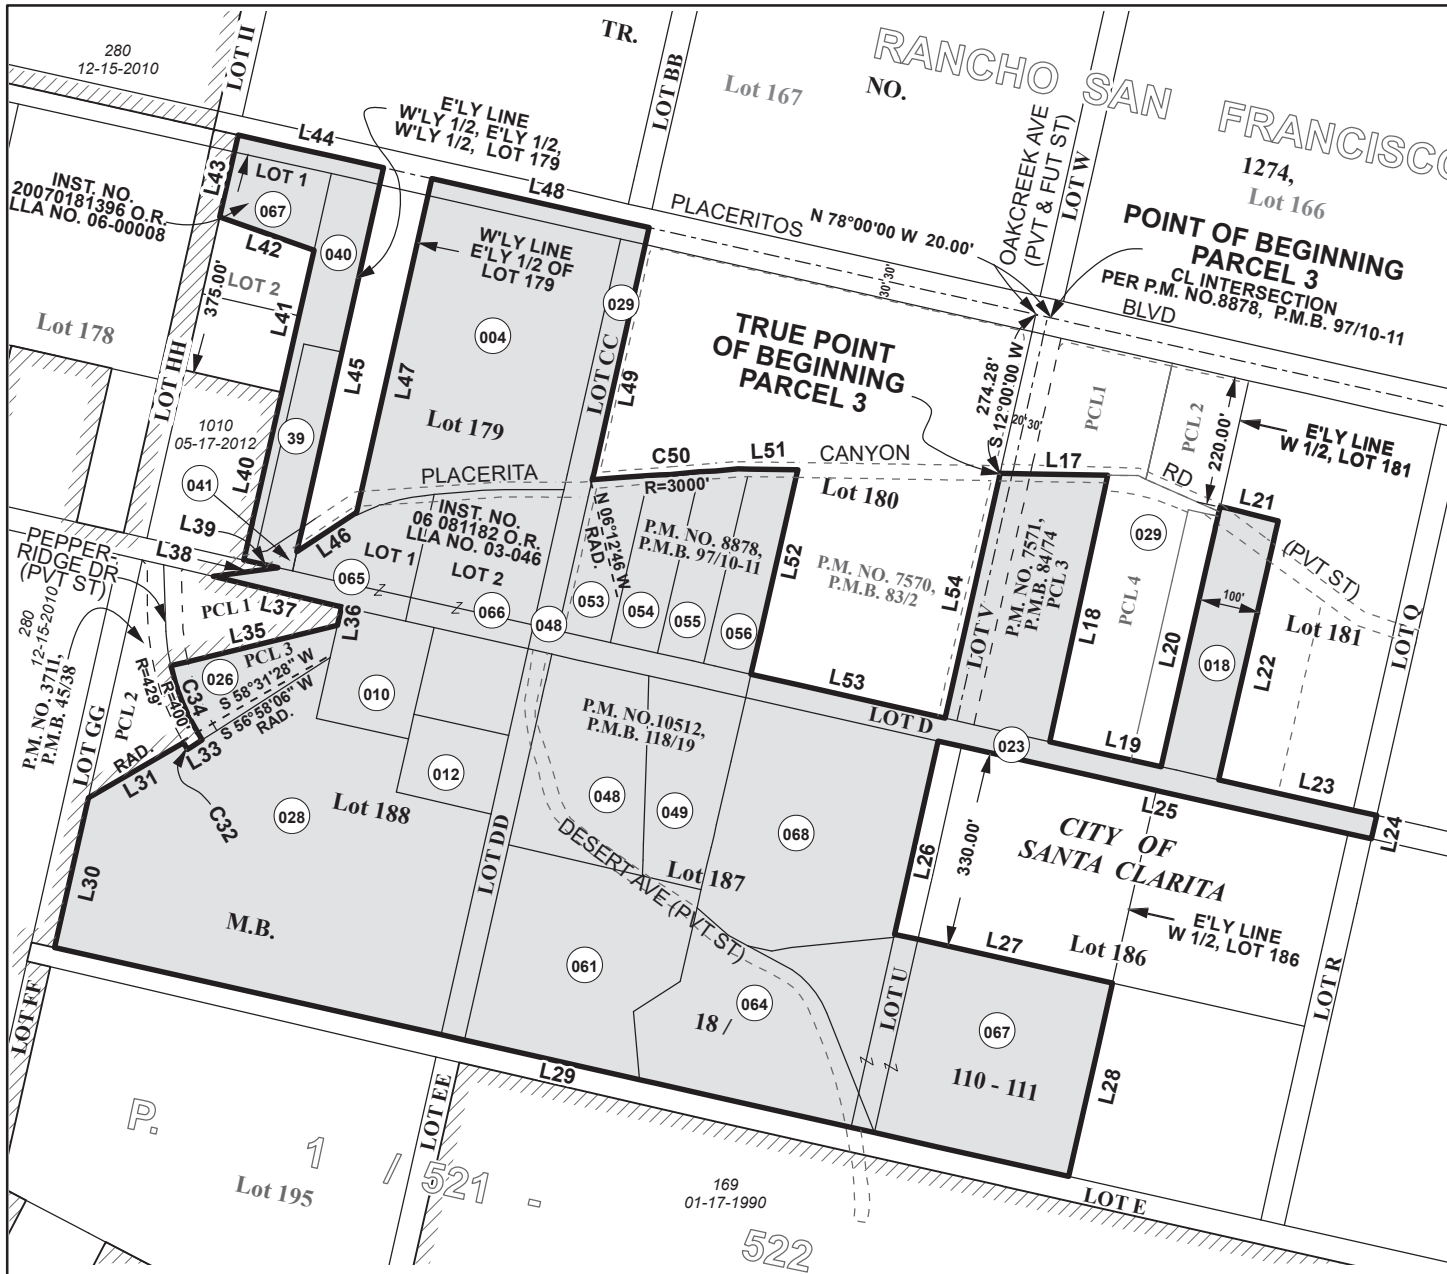 280
12-15-2010
LOT II
TR.
LOT BB
Lot 167
NO.
RANCHO SAN FRANCISCO
OAKCREEK AVE
(PVT & FUT ST)
LOT W
1274,
Lot 166
E'LY LINE
W'LY 1/2, E'LY 1/2,
W'LY 1/2, LOT 179
L44
L43
LOT 1
INST. NO.
20070181396 O.R.
LLA NO. 06-00008
067
L42
040
L48
PLACERITOS
N 78°00'00 W 20.00'
POINT OF BEGINNING
PARCEL 3
CL INTERSECTION
PER P.M. NO.8878, P.M.B. 97/10-11
BLVD
W'LY LINE
E'LY 1/2 OF
LOT 179
375.00'
LOT 2
L41
Lot 178
LOT HH
004
029
LOT CC
L49
30' 30'
TRUE POINT
OF BEGINNING
PARCEL 3
274.28'
S 12°00'00 W
20' 30'
PCL1
PCL 2
220.00'
E'LY LINE
W 1/2, LOT 181
L45
L47
1010
05-17-2012
39
Lot 179
L40
041
PLACERITA
C50
R=3000'
L51
CANYON
L17
RD
L21
Lot 180
L39
L38
L46
INST. NO.
06 081182 O.R.
LLA NO. 03-046
LOT 1
LOT 2
N 06°12'46 W
RAD.
P.M. NO. 8878,
P.M.B. 97/10-11
L52
P.M. NO. 7570,
P.M.B. 83/2
L54
LOT V
P.M. NO. 7571,
P.M.B. 84/74
PCL 3
L18
029
PCL 4
L20
100'
018
L22
(PVT ST)
Lot 181
LOT Q
PEPPER-
RIDGE DR
(PVT ST)
065
Z
Z
066
048
053
054
055
056
PCL 1
L37
L36
L35
PCL 3
026
S 58°31'28" W
S 56°58'06" W
RAD.
C34
R=400'
R=429'
280
12-15-2010
P.M. NO. 3711,
P.M.B. 45/38
PCL 2
LOT GG
RAD.
L33
L31
C32
010
012
P.M. NO.10512,
P.M.B. 118/19
L53
LOT D
023
L19
L23
L24
L25
Lot 188
028
048
049
068
L26
330.00'
CITY OF
SANTA CLARITA
L30
LOT DD
DESERT AVE (PVT ST)
Lot 187
E'LY LINE
W 1/2, LOT 186
M.B.
L27
Lot 186
LOT R
LOT FF
061
064
18 /
LOT U
067
Z
Z
110 - 111
L28
L29
LOT EE
LOT E
P. 1 / 521 - 522
Lot 195
169
01-17-1990